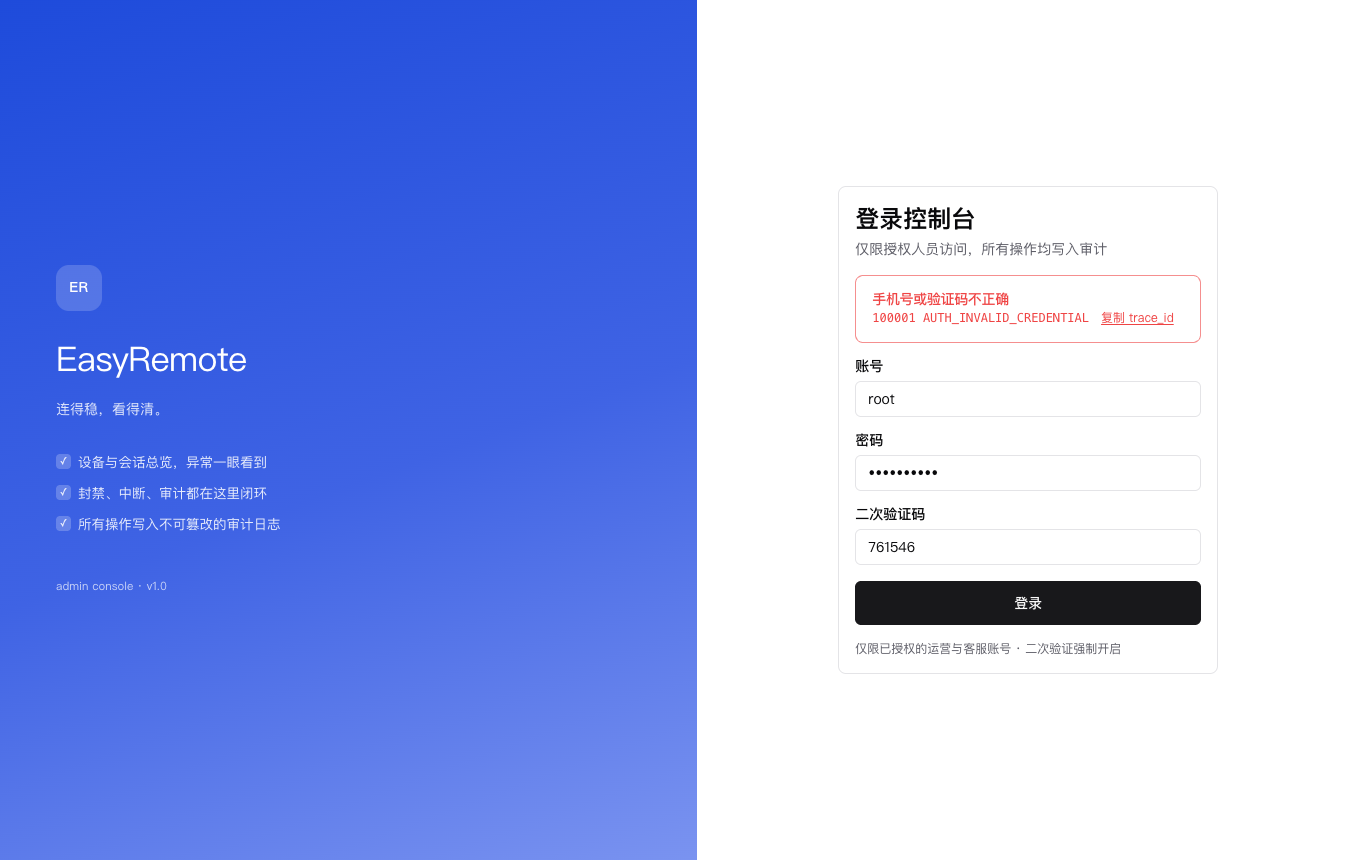 ER
EasyRemote
连得稳，看得清。
✓ 设备与会话总览，异常一眼看到
✓ 封禁、中断、审计都在这里闭环
✓ 所有操作写入不可篡改的审计日志
admin console · v1.0
登录控制台
仅限授权人员访问，所有操作均写入审计
手机号或验证码不正确
100001 AUTH_INVALID_CREDENTIAL 复制 trace_id
账号
root
密码
••••••••••
二次验证码
761546
登录
仅限已授权的运营与客服账号 · 二次验证强制开启